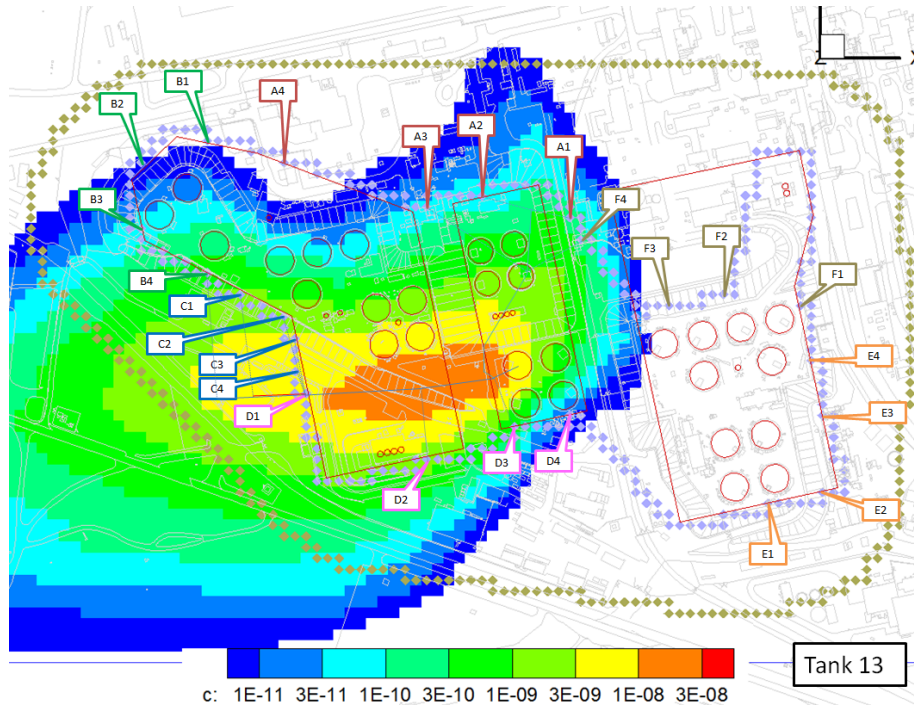 Z
X
B1
B2
A4
A3
A2
A1
B3
F4
F3
F2
B4
F1
C1
C2
C3
E4
C4
D1
E3
D3
D4
D2
E2
E1
Tank 13
c: 1E-11 3E-11 1E-10 3E-10 1E-09 3E-09 1E-08 3E-08